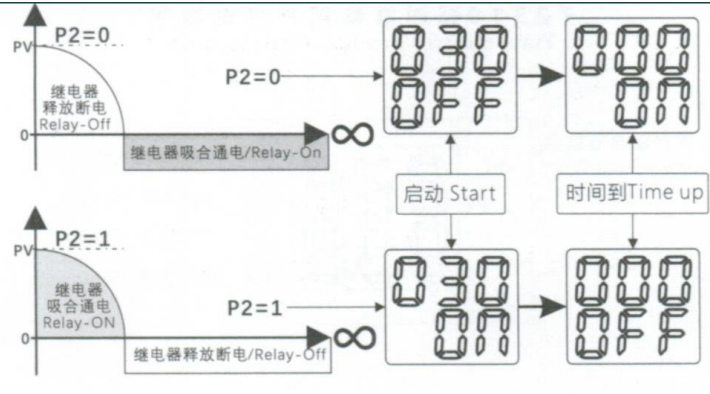 P2=0
PV
继电器
释放断电
Relay-Off
0
∞
继电器吸合通电/Relay-On
P2=0
030
OFF
000
ON
启动 Start
时间到Time up
P2=1
PV
继电器
吸合通电
Relay-ON
0
∞
继电器释放断电/Relay-Off
P2=1
030
ON
000
OFF